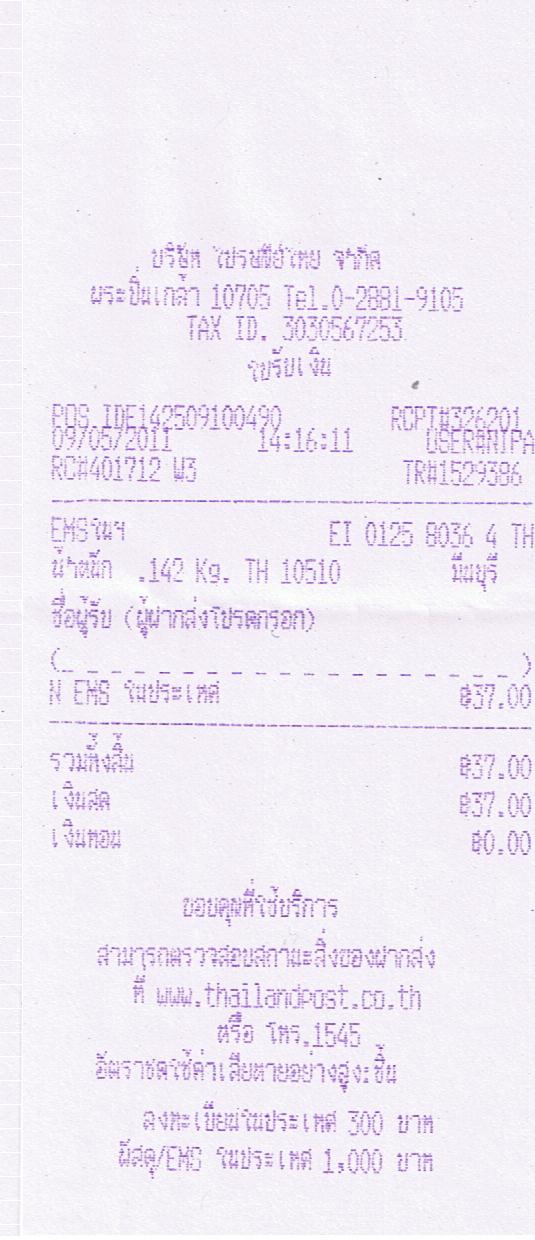 บริษัท ไปรษณีย์ไทย จำกัด
พระปิ่นเกล้า 10705 Tel.0-2881-9105
TAX ID. 3030567253
ใบรับเงิน
POS IDE142509100490 RCPT#326201
09/05/2011 14:16:11 USER#NIPA
RC#401712 W3 TR#1529386
EMSในฯ EI 0125 8036 4 TH
น้ำหนัก .142 Kg. TH 10510 มีนบุรี
ชื่อผู้รับ (ผู้ฝากส่งโปรดกรอก)
(_ _ _ _ _ _ _ _ _ _ _ _ _ _ _ _ _ _ _ _)
N EMS ในประเทศ ฿37.00
รวมทั้งสิ้น ฿37.00
เงินสด ฿37.00
เงินทอน ฿0.00
ขอบคุณที่ใช้บริการ
สามารถตรวจสอบสถานะสิ่งของฝากส่ง
ที่ www.thailandpost.co.th
หรือ โทร.1545
อัตราชดใช้ค่าเสียหายอย่างสูง:ชิ้น
ลงทะเบียนในประเทศ 300 บาท
พัสดุ/EMS ในประเทศ 1,000 บาท